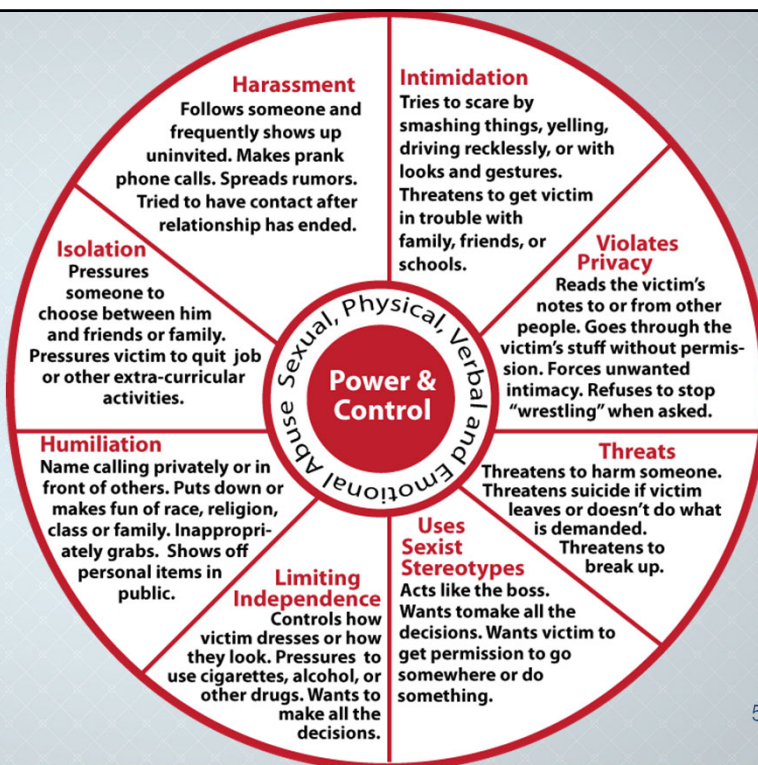 Harassment
Follows someone and
frequently shows up
uninvited. Makes prank
phone calls. Spreads rumors.
Tried to have contact after
relationship has ended.
Intimidation
Tries to scare by
smashing things, yelling,
driving recklessly, or with
looks and gestures.
Threatens to get victim
in trouble with
family, friends, or
schools.
Violates
Privacy
Reads the victim's
notes to or from other
people. Goes through the
victim's stuff without permis-
sion. Forces unwanted
intimacy. Refuses to stop
“wrestling” when asked.
Threats
Threatens to harm someone.
Threatens suicide if victim
leaves or doesn't do what
is demanded.
Threatens to
break up.
Uses
Sexist
Stereotypes
Acts like the boss.
Wants tomake all the
decisions. Wants victim to
get permission to go
somewhere or do
something.
Limiting
Independence
Controls how
victim dresses or how
they look. Pressures to
use cigarettes, alcohol, or
other drugs. Wants to
make all the
decisions.
Humiliation
Name calling privately or in
front of others. Puts down or
makes fun of race, religion,
class or family. Inappropri-
ately grabs. Shows off
personal items in
public.
Isolation
Pressures
someone to
choose between him
and friends or family.
Pressures victim to quit job
or other extra-curricular
activities.
Sexual, Physical, Verbal and Emotional Abuse
Power &
Control
5